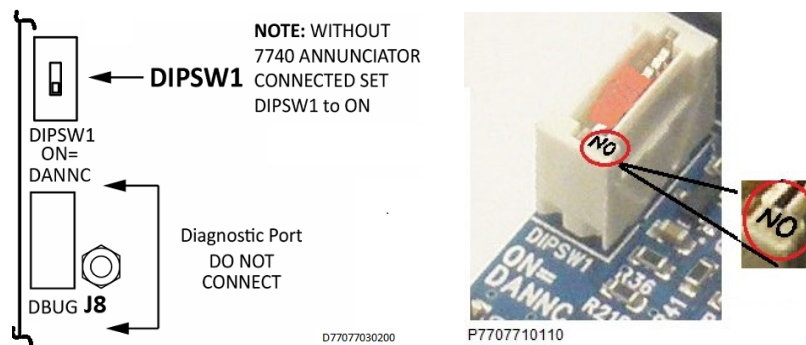 NOTE: WITHOUT
7740 ANNUNCIATOR
CONNECTED SET
DIPSW1 to ON
DIPSW1
DIPSW1
ON=
DANNC
Diagnostic Port
DO NOT
CONNECT
DBUG J8
D77077030200
NO
NO
DIPSW1
ON=
DANNC
R36
R41
P7707710110